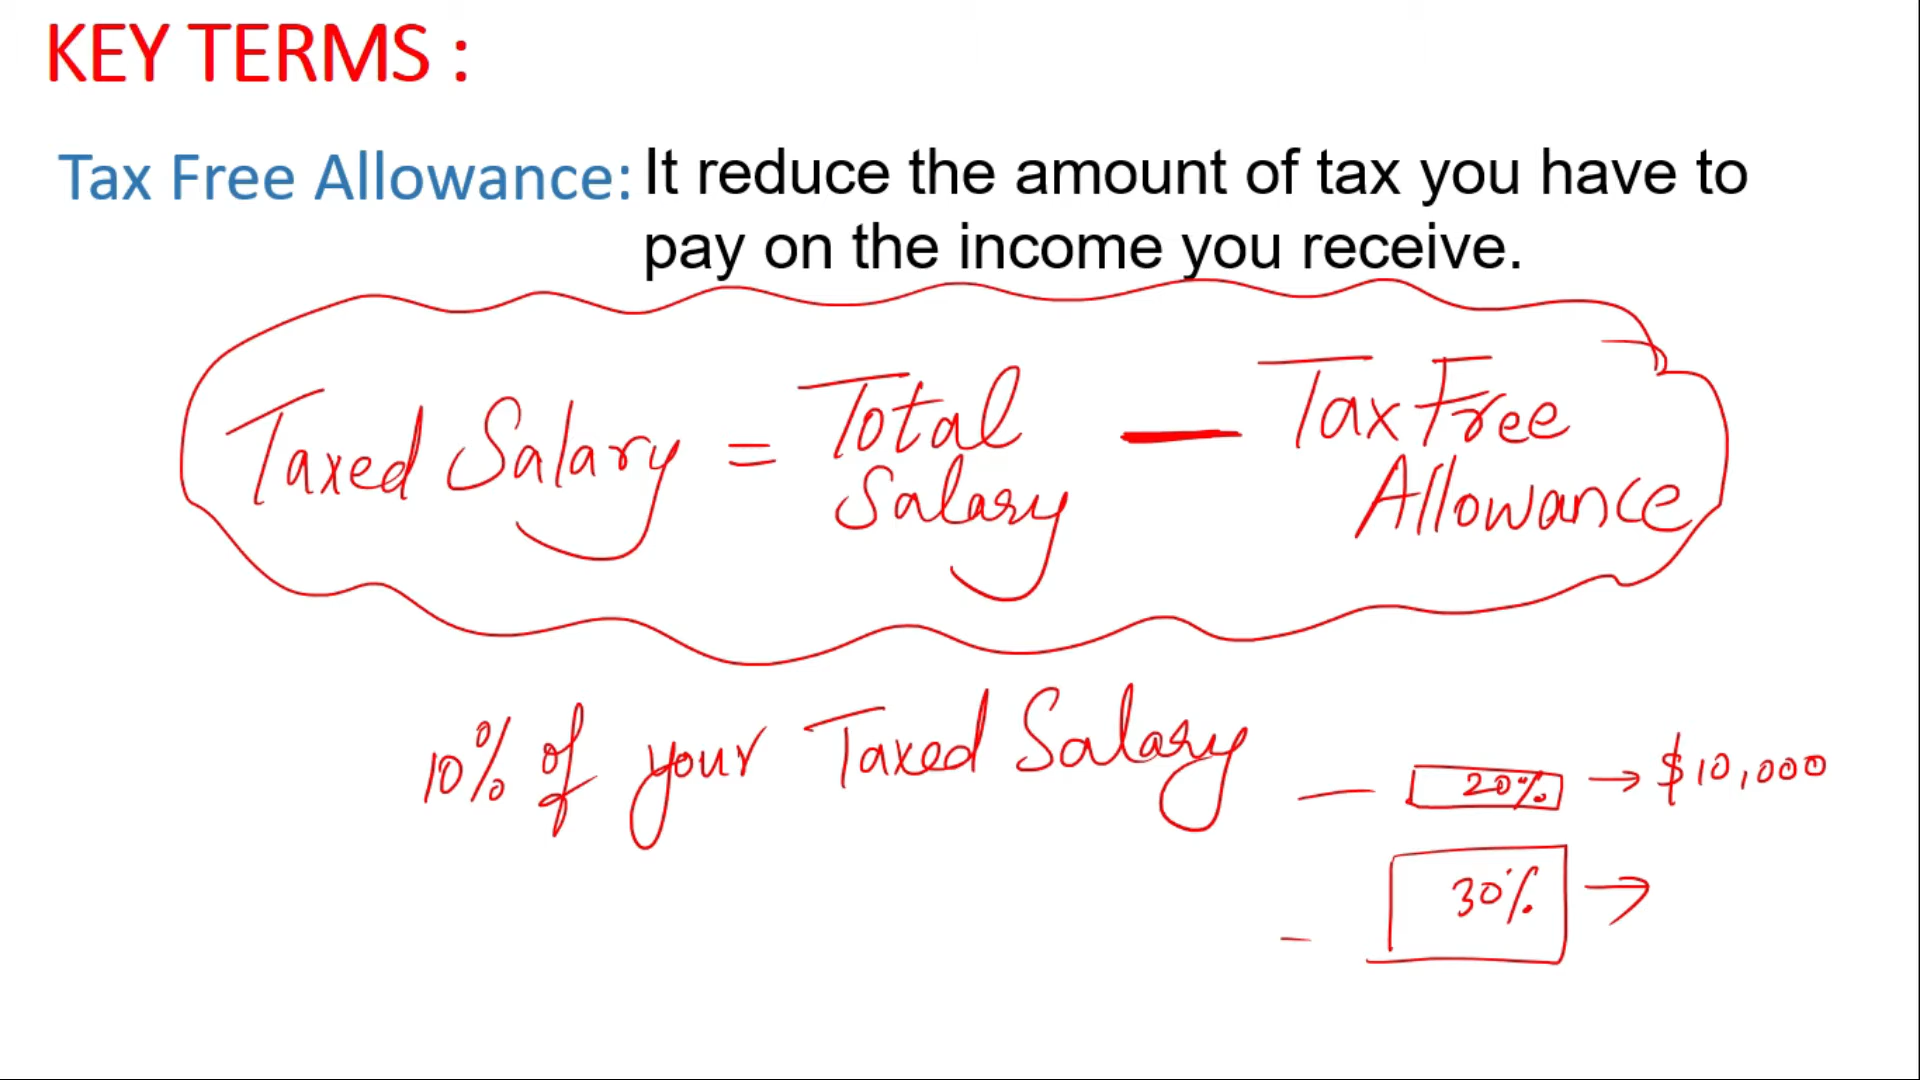 KEY TERMS :
Tax Free Allowance: It reduce the amount of tax you have to
pay on the income you receive.
Taxed Salary = Total Salary — Tax Free Allowance
10% of your Taxed Salary
— 20% → $10,000
— 30% →